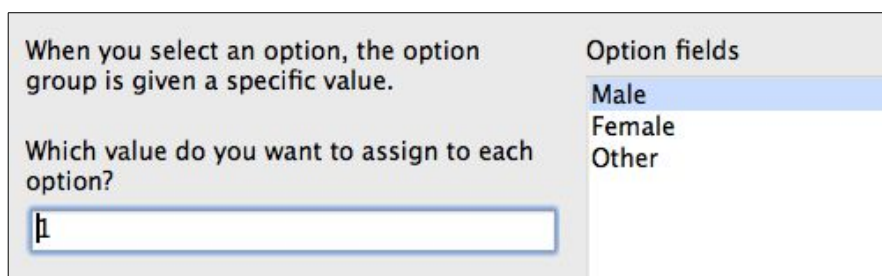 When you select an option, the option
group is given a specific value.
Which value do you want to assign to each
option?
1
Option fields
Male
Female
Other